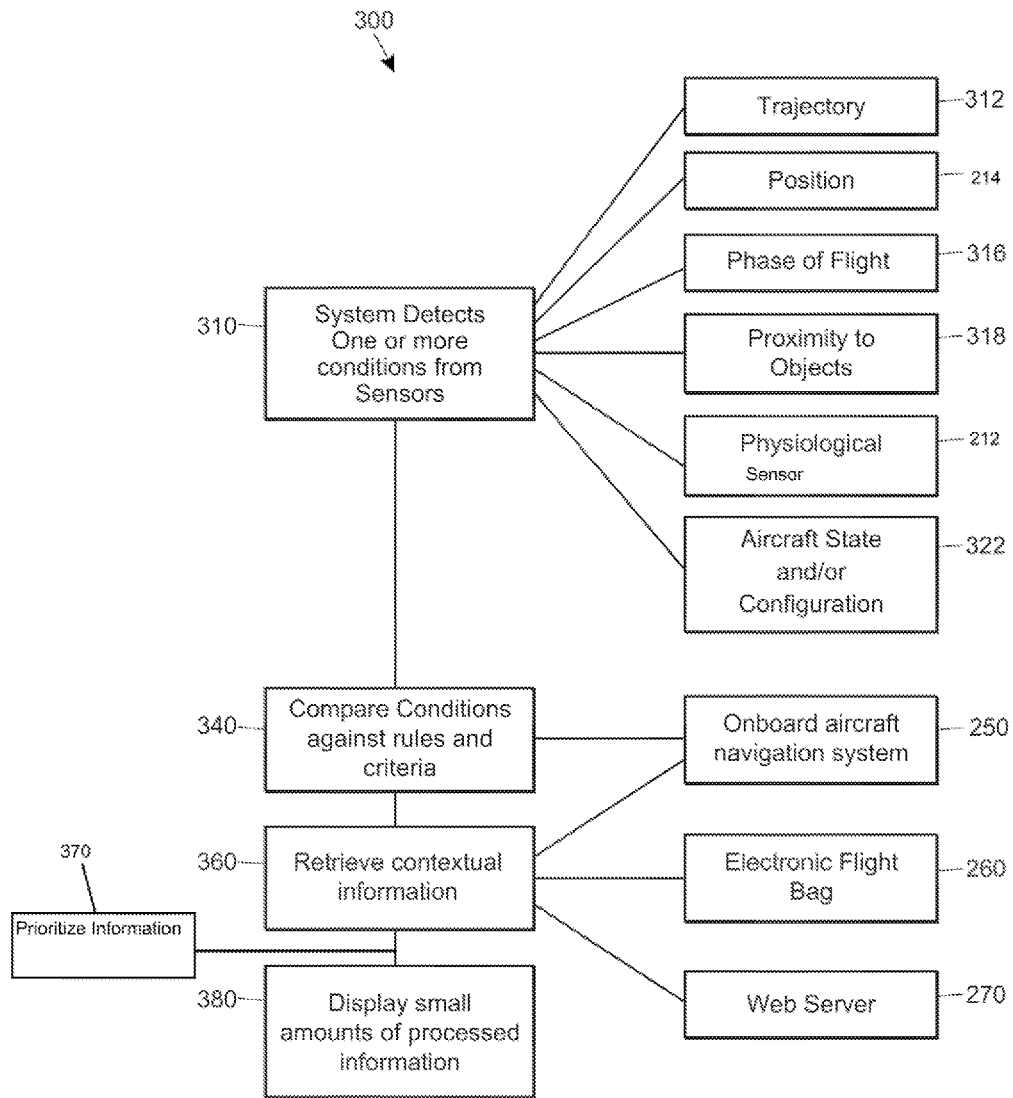 300
Trajectory
312
Position
214
Phase of Flight
316
310
System Detects
One or more
conditions from
Sensors
Proximity to
Objects
318
Physiological
Sensor
212
Aircraft State
and/or
Configuration
322
340
Compare Conditions
against rules and
criteria
Onboard aircraft
navigation system
250
360
Retrieve contextual
information
Electronic Flight
Bag
260
370
Prioritize Information
380
Display small
amounts of processed
information
Web Server
270